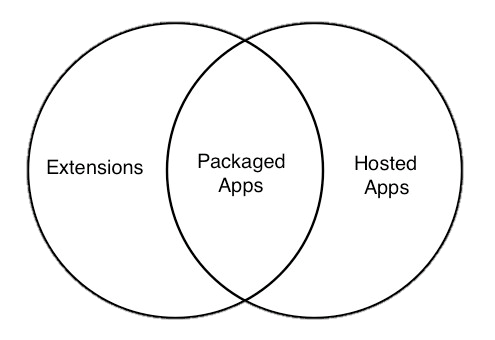 Extensions
Packaged
Apps
Hosted
Apps